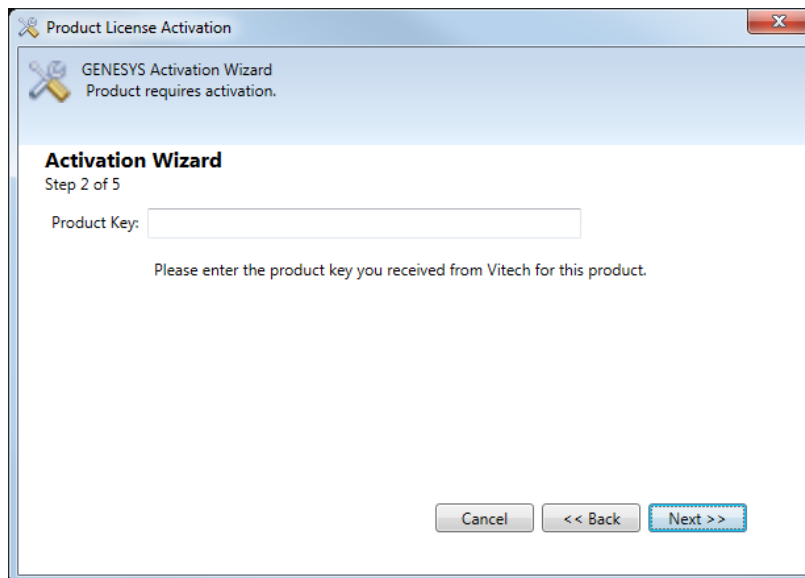 Product License Activation
GENESYS Activation Wizard
Product requires activation.
Activation Wizard
Step 2 of 5
Product Key:
Please enter the product key you received from Vitech for this product.
Cancel << Back Next >>